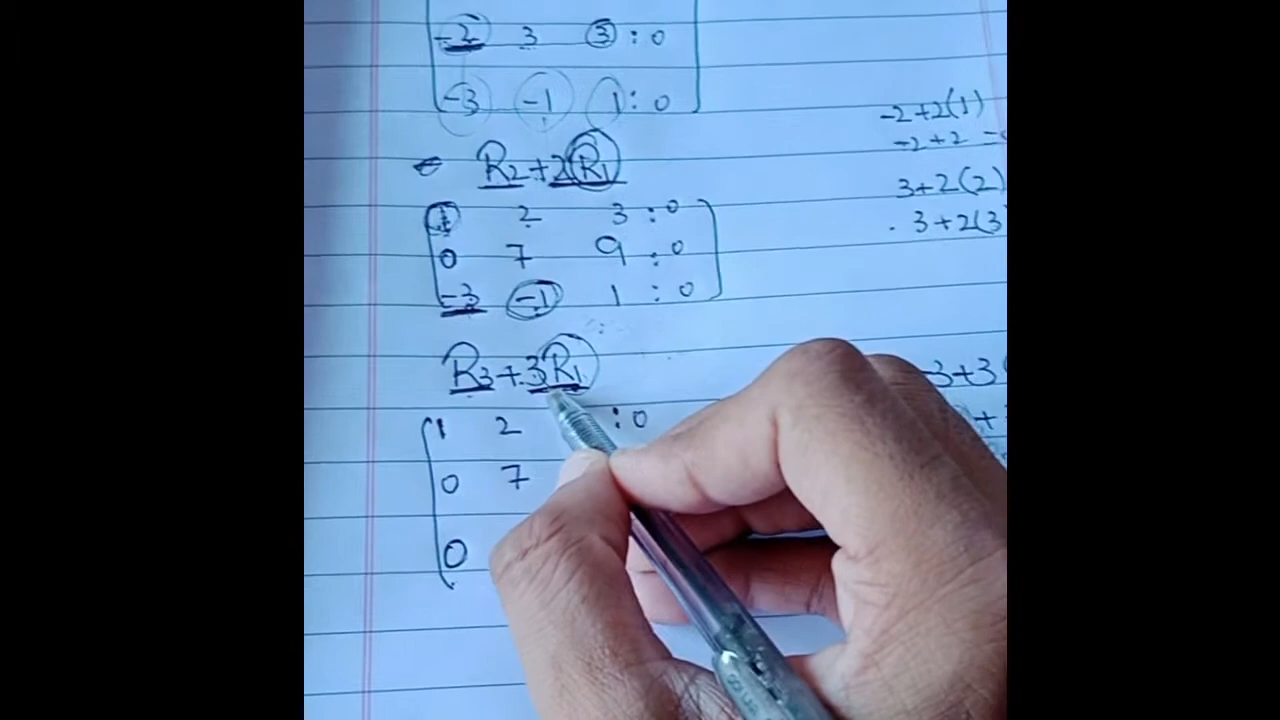 -2 3 3 : 0
-3 -1 1 : 0
R2+2R1
1 2 3 : 0
0 7 9 : 0
-3 -1 1 : 0
R3+3R1
1 2 : 0
0 7
0
-2+2(1)
-2+2 =
3+2(2)
3+2(3
-3+3
+